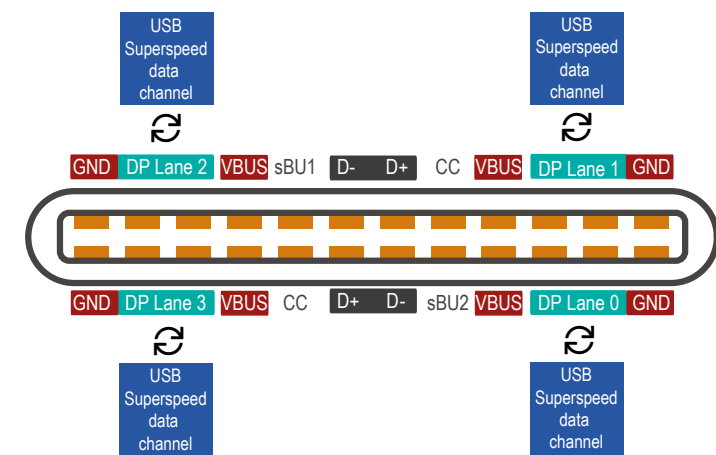 USB
Superspeed
data
channel
USB
Superspeed
data
channel
GND DP Lane 2 VBUS sBU1 D- D+ CC VBUS DP Lane 1 GND
GND DP Lane 3 VBUS CC D+ D- sBU2 VBUS DP Lane 0 GND
USB
Superspeed
data
channel
USB
Superspeed
data
channel